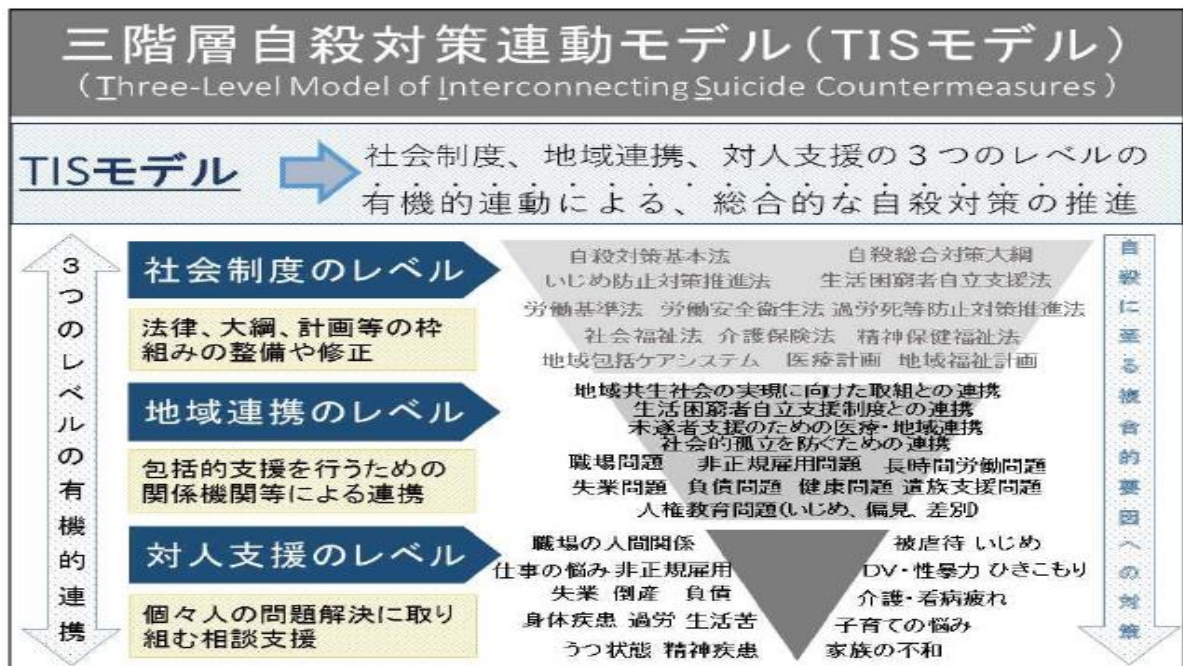 三階層自殺対策連動モデル(TISモデル)
(Three-Level Model of Interconnecting Suicide Countermeasures)
TISモデル
社会制度、地域連携、対人支援の3つのレベルの
有機的連動による、総合的な自殺対策の推進
3つのレベルの有機的連携
社会制度のレベル
法律、大綱、計画等の枠
組みの整備や修正
地域連携のレベル
包括的支援を行うための
関係機関等による連携
対人支援のレベル
個々人の問題解決に取り
組む相談支援
自殺対策基本法 自殺総合対策大綱
いじめ防止対策推進法 生活困窮者自立支援法
労働基準法 労働安全衛生法 過労死等防止対策推進法
社会福祉法 介護保険法 精神保健福祉法
地域包括ケアシステム 医療計画 地域福祉計画
地域共生社会の実現に向けた取組との連携
生活困窮者自立支援制度との連携
未遂者支援のための医療・地域連携
社会的孤立を防ぐための連携
職場問題 非正規雇用問題 長時間労働問題
失業問題 負債問題 健康問題 遺族支援問題
人権教育問題(いじめ、偏見、差別)
職場の人間関係 被虐待 いじめ
仕事の悩み 非正規雇用 DV・性暴力 ひきこもり
失業 倒産 負債 介護・看病疲れ
身体疾患 過労 生活苦 子育ての悩み
うつ状態 精神疾患 家族の不和
自殺に至る複合的要因への対策